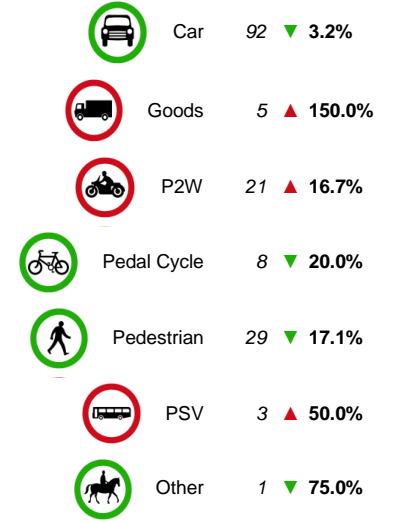 Car 92 ▼ 3.2%
Goods 5 ▲ 150.0%
P2W 21 ▲ 16.7%
Pedal Cycle 8 ▼ 20.0%
Pedestrian 29 ▼ 17.1%
PSV 3 ▲ 50.0%
Other 1 ▼ 75.0%